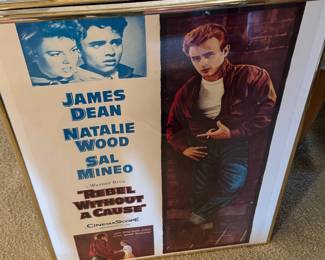 JAMES
DEAN
NATALIE
WOOD
SAL
MINEO
"REBEL
WITHOUT
A CAUSE"
CINEMASCOPE